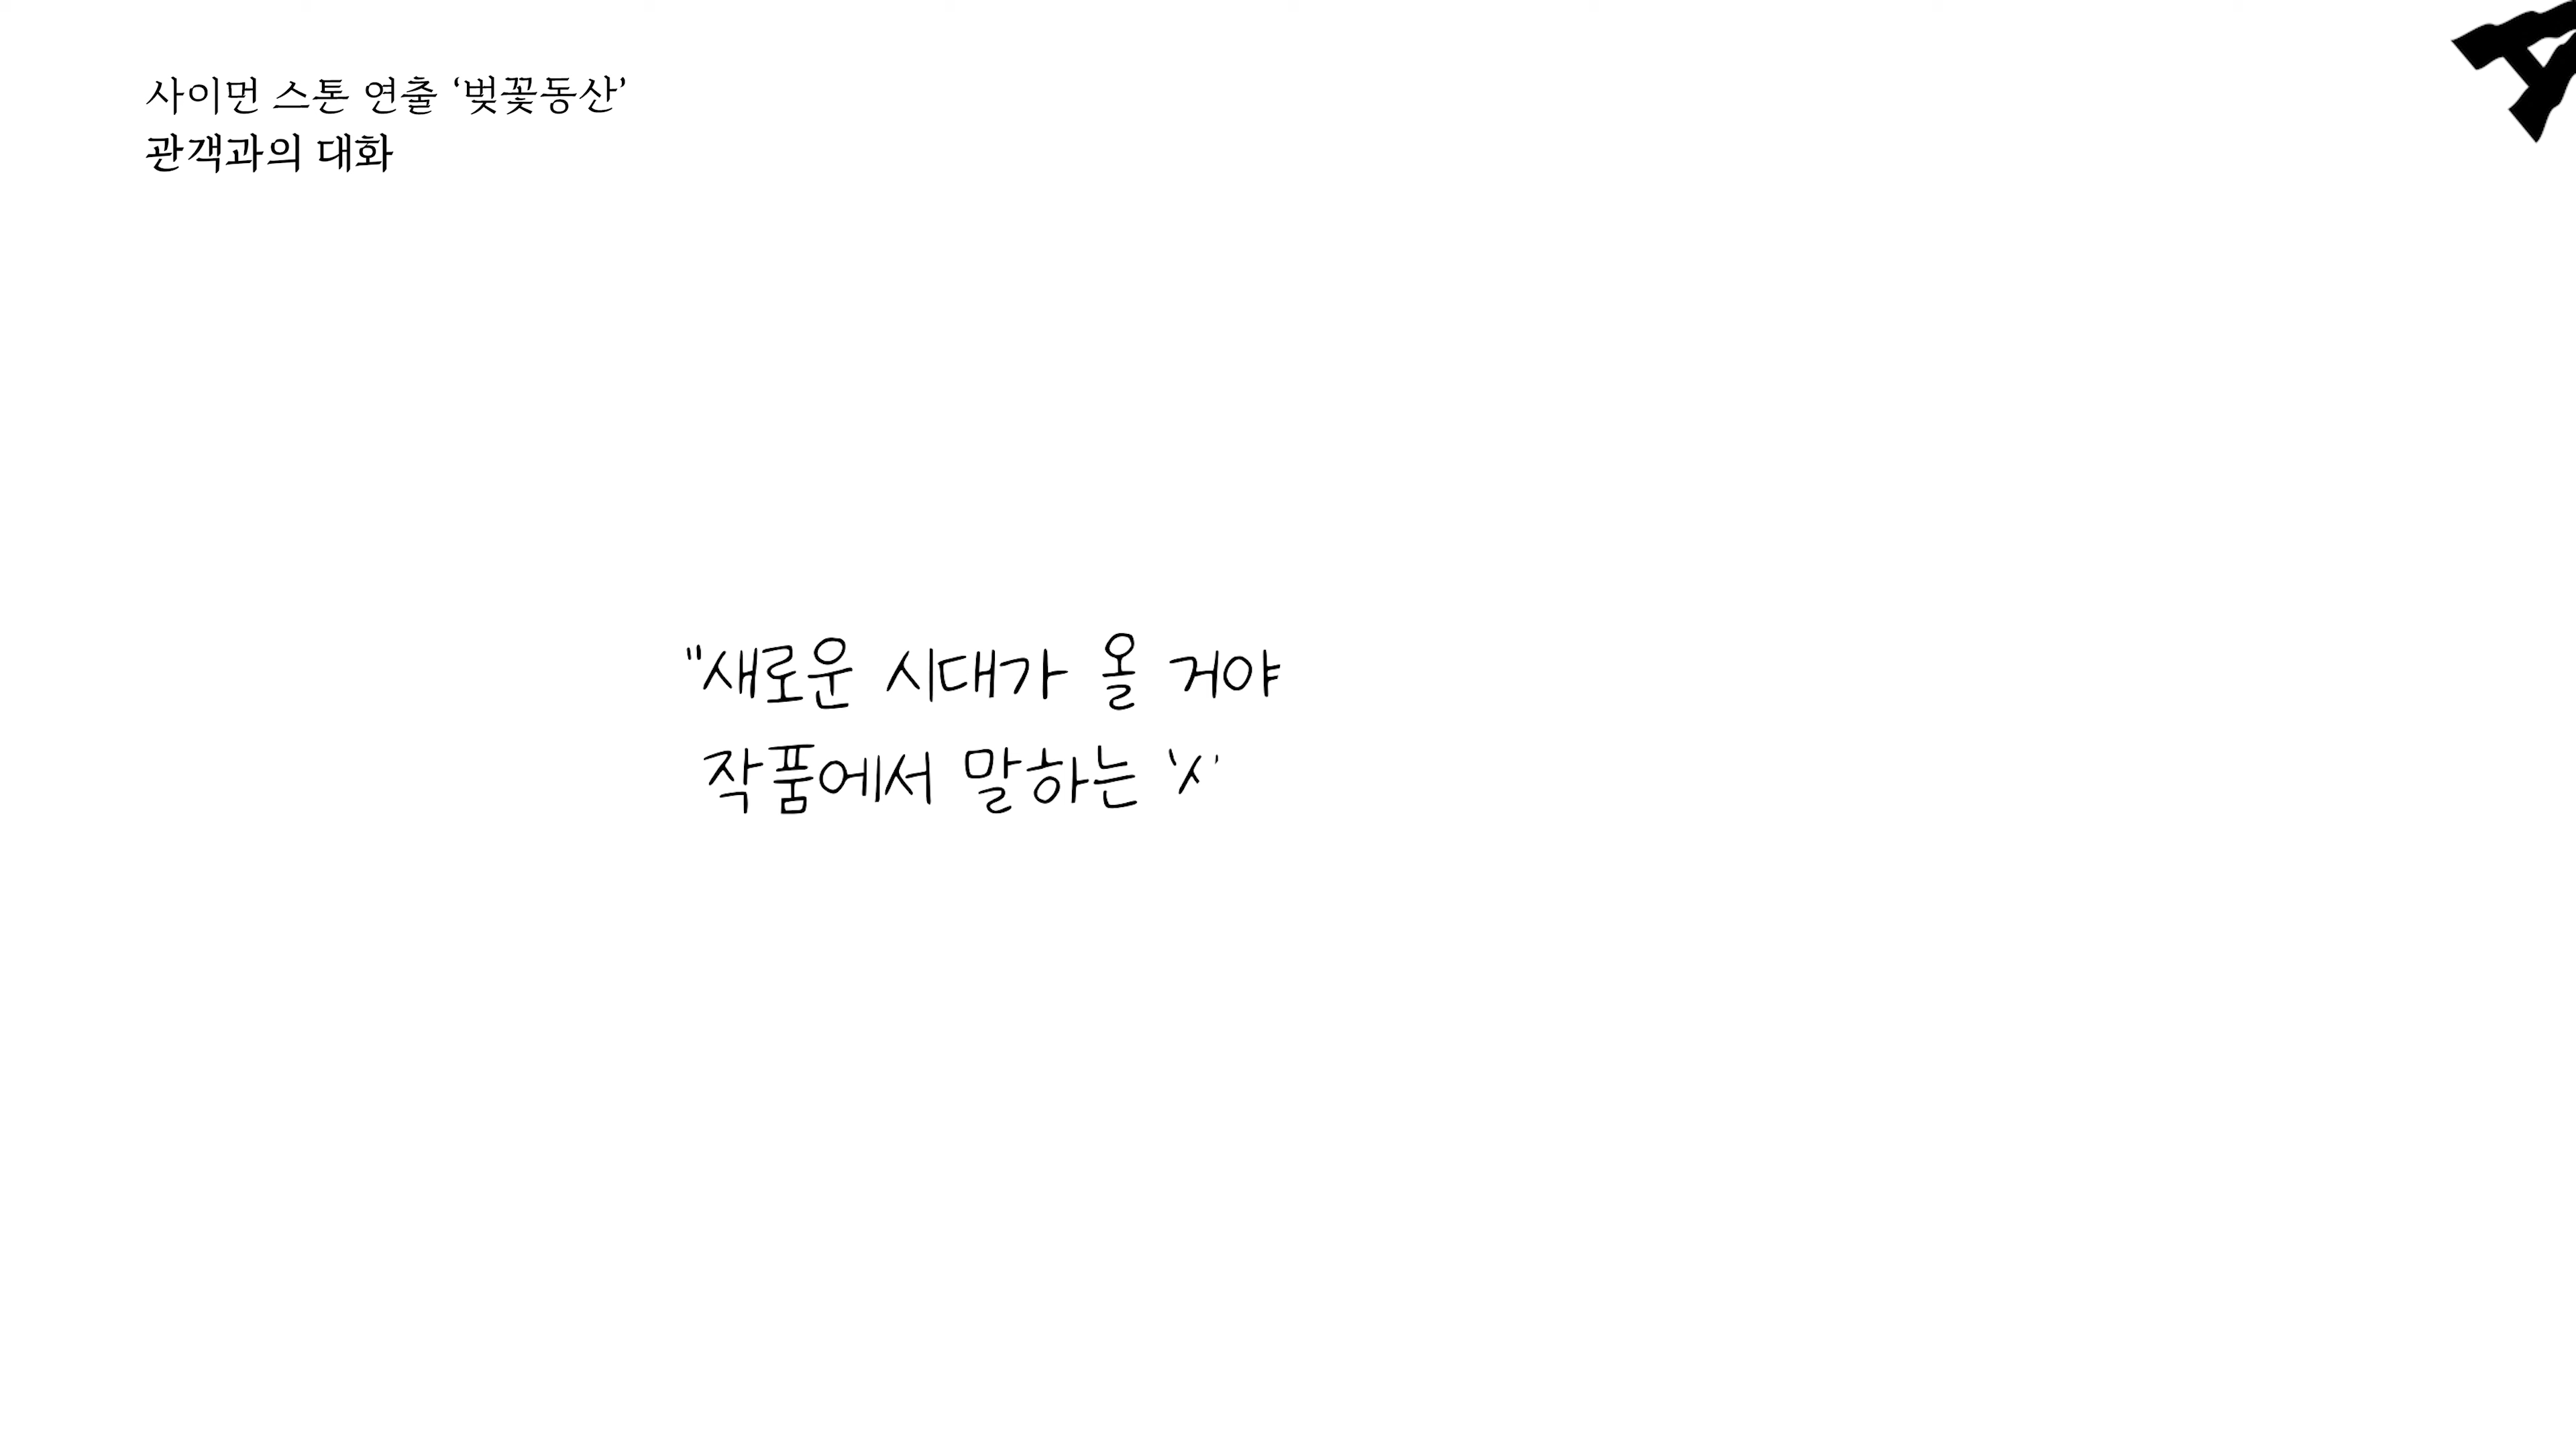 사이먼 스톤 연출 ‘벚꽃동산’
관객과의 대화
"새로운 시대가 올 거야
작품에서 말하는